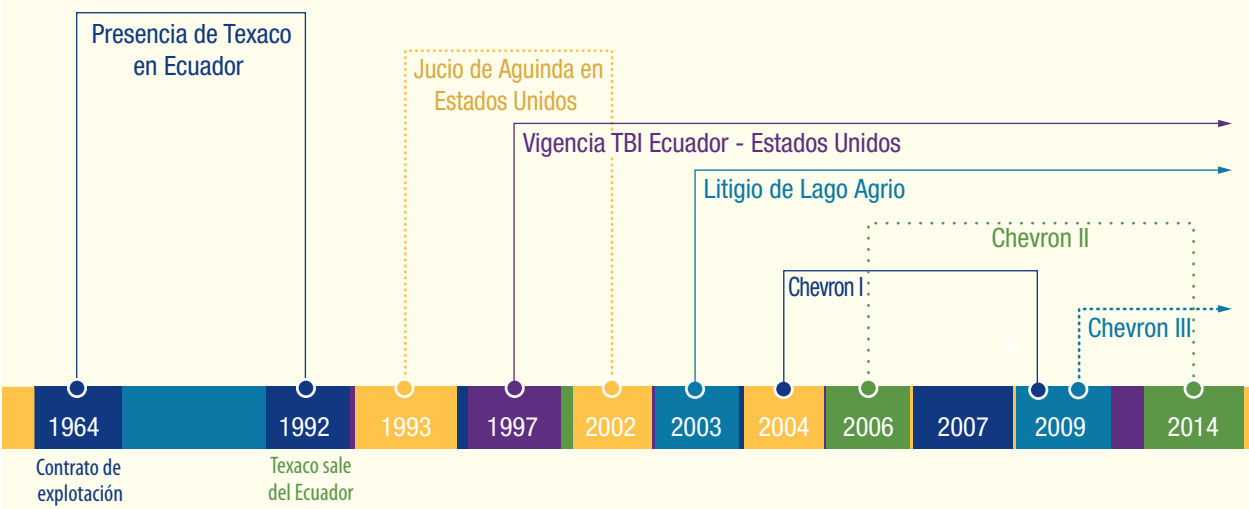 Presencia de Texaco
en Ecuador
Jucio de Aguinda en
Estados Unidos
Vigencia TBI Ecuador - Estados Unidos
Litigio de Lago Agrio
Chevron II
Chevron I
Chevron III
1964
1992
1993
1997
2002
2003
2004
2006
2007
2009
2014
Contrato de
explotación
Texaco sale
del Ecuador